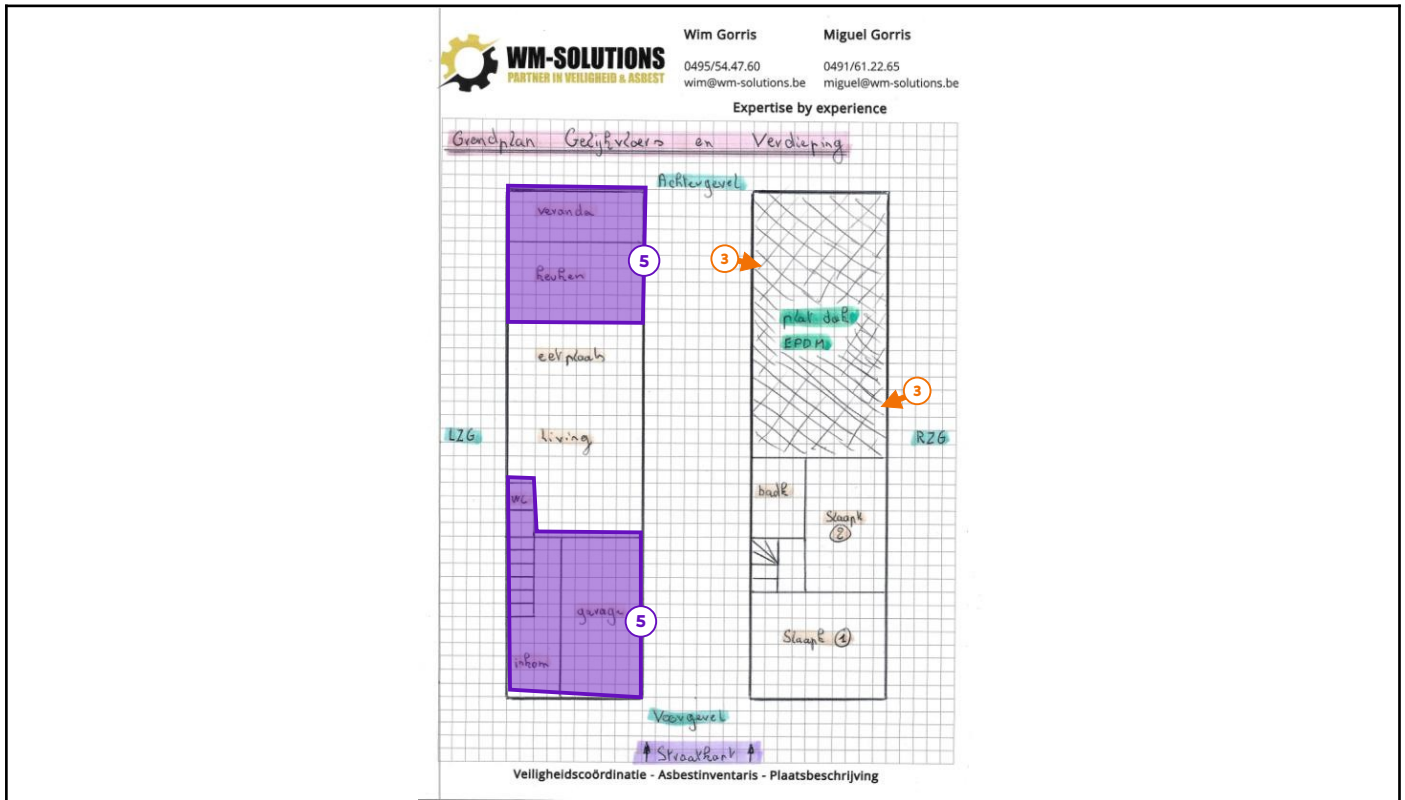 WM-SOLUTIONS
PARTNER IN VEILIGHEID & ASBEST
Wim Gorris
0495/54.47.60
wim@wm-solutions.be
Miguel Gorris
0491/61.22.65
miguel@wm-solutions.be
Expertise by experience
Grondplan Gelijkvloers en Verdieping
Achtergevel
veranda
keuken
5
3
plat dak
EPDM
eetplaats
3
LZG
living
RZG
wc
badk
Slaapk
2
garage
5
Slaapk 1
inkom
Voorgevel
Straatkant
Veiligheidscoördinatie - Asbestinventaris - Plaatsbeschrijving